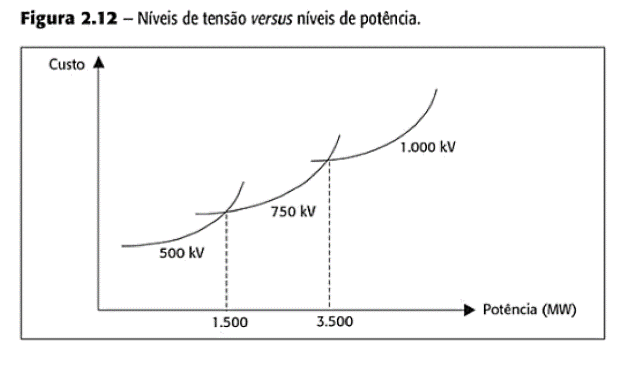 Figura 2.12 – Níveis de tensão versus níveis de potência.
Custo
1.000 kV
750 kV
500 kV
Potência (MW)
1.500
3.500